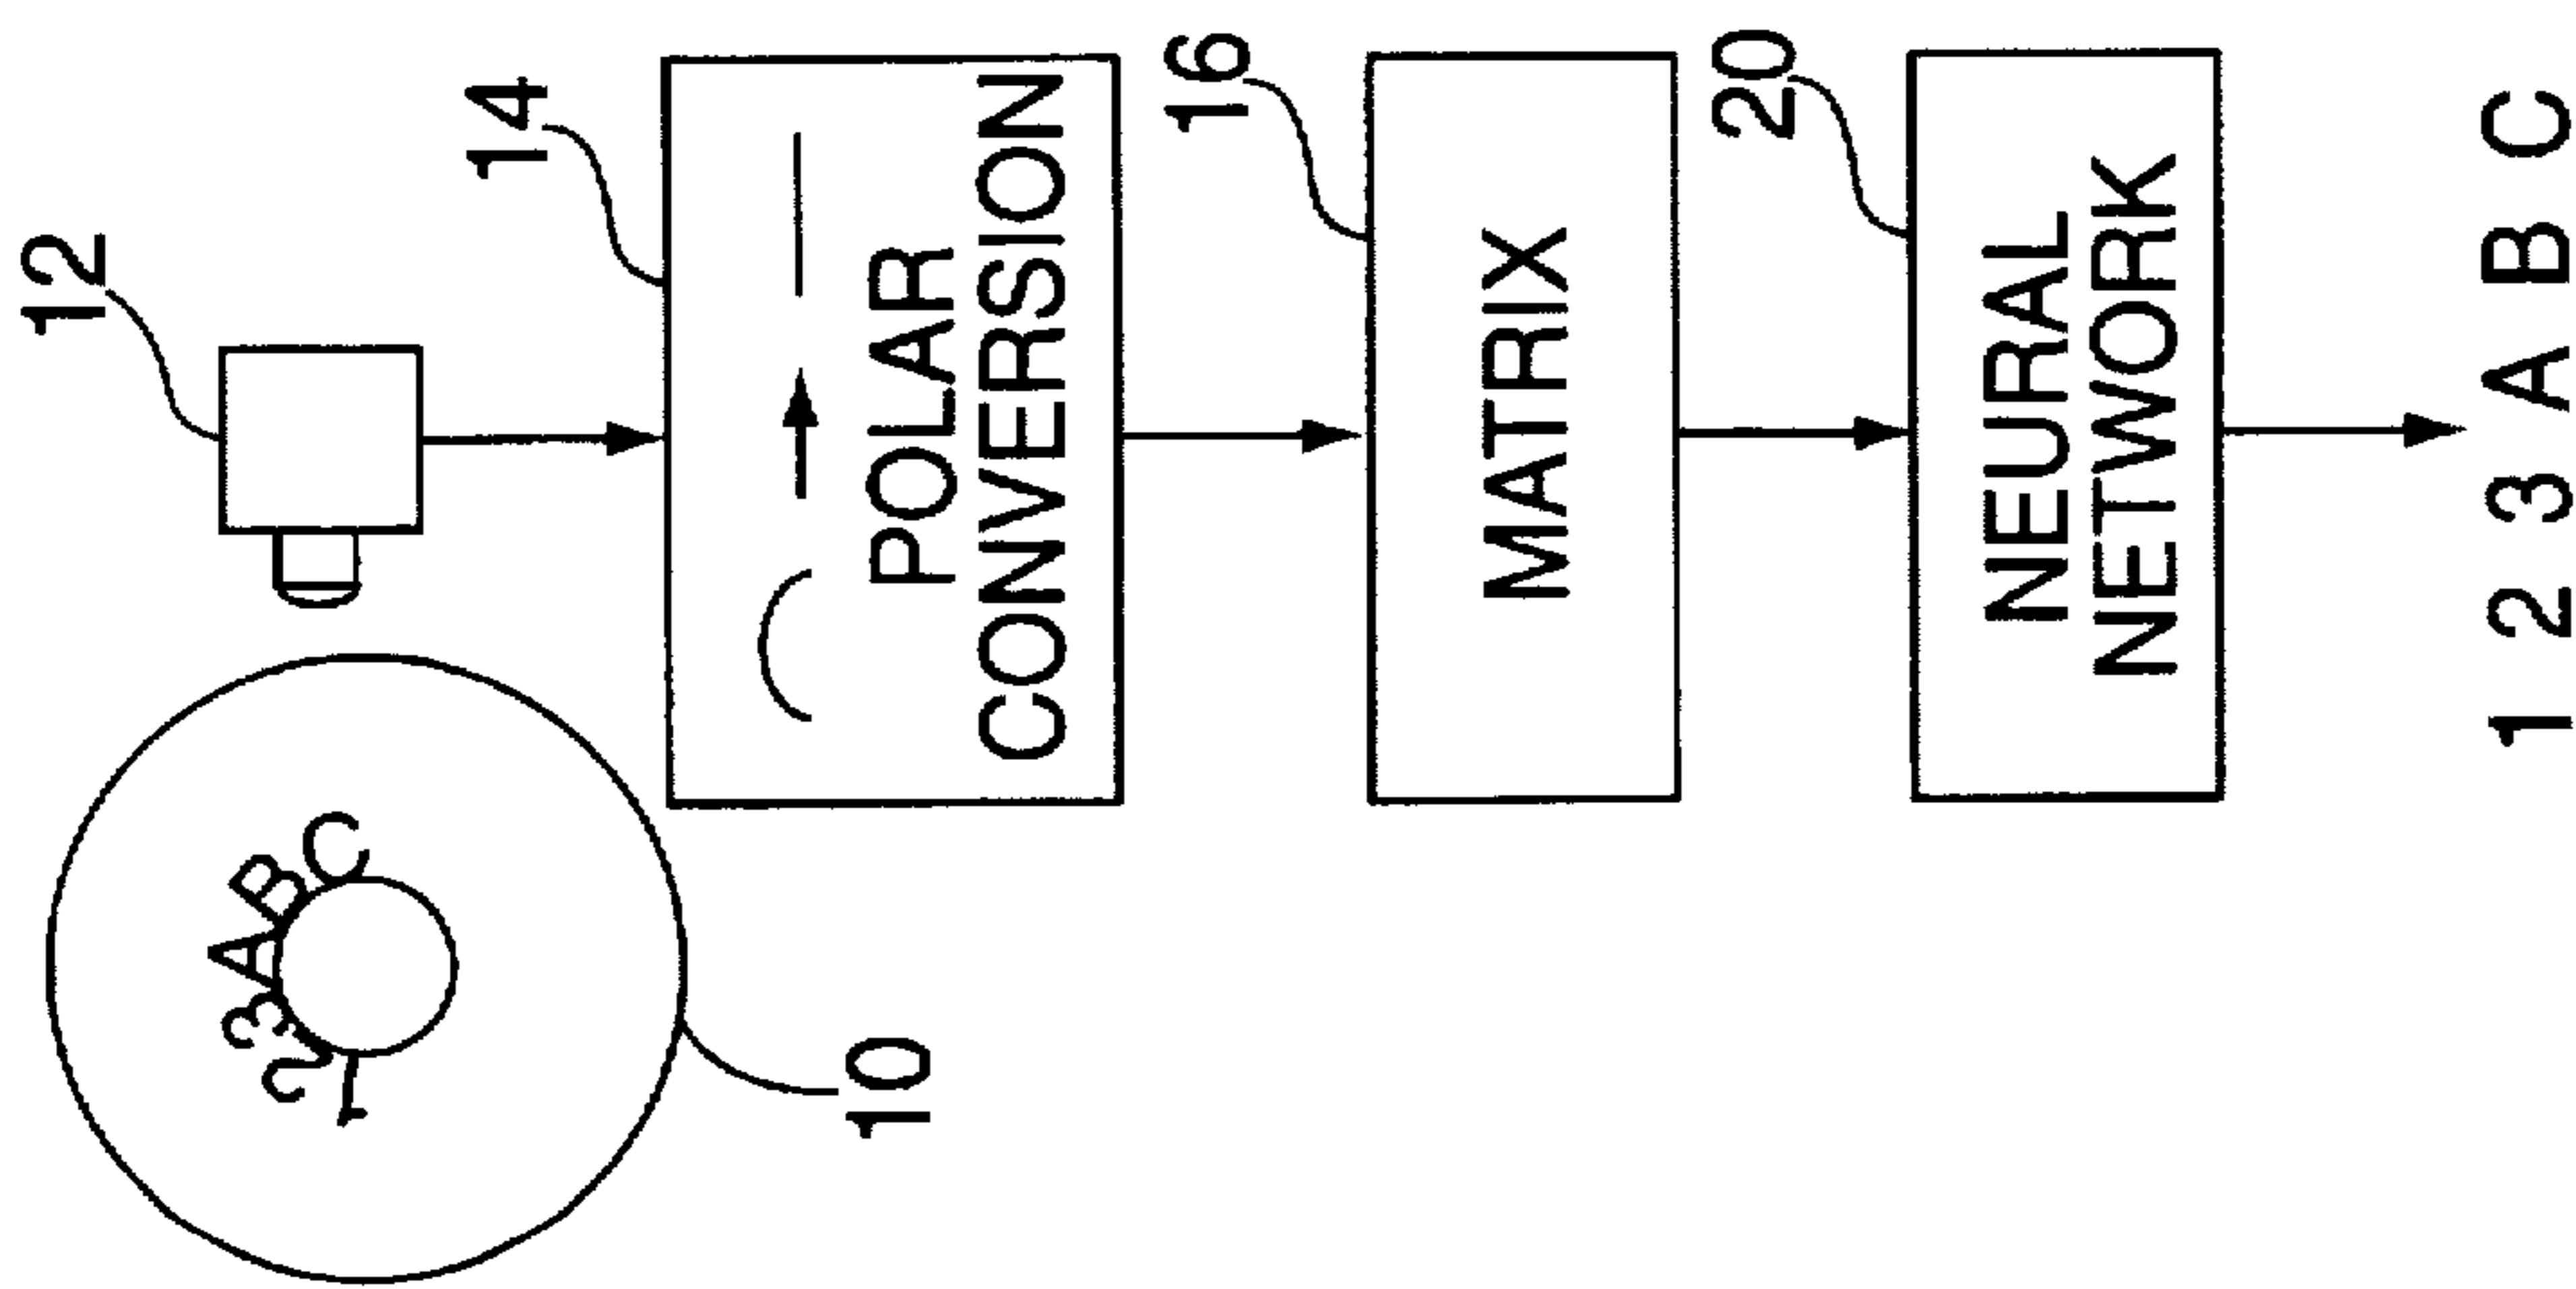 12
123ABC
10
14
POLAR
CONVERSION
16
MATRIX
20
NEURAL
NETWORK
1 2 3 A B C